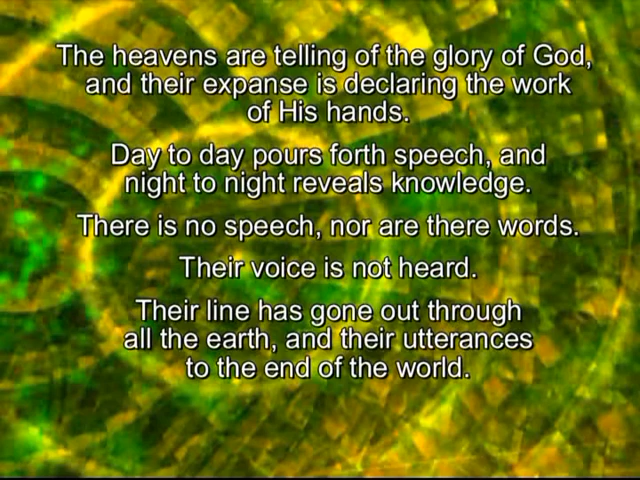 The heavens are telling of the glory of God,
and their expanse is declaring the work
of His hands.
Day to day pours forth speech, and
night to night reveals knowledge.
There is no speech, nor are there words.
Their voice is not heard.
Their line has gone out through
all the earth, and their utterances
to the end of the world.